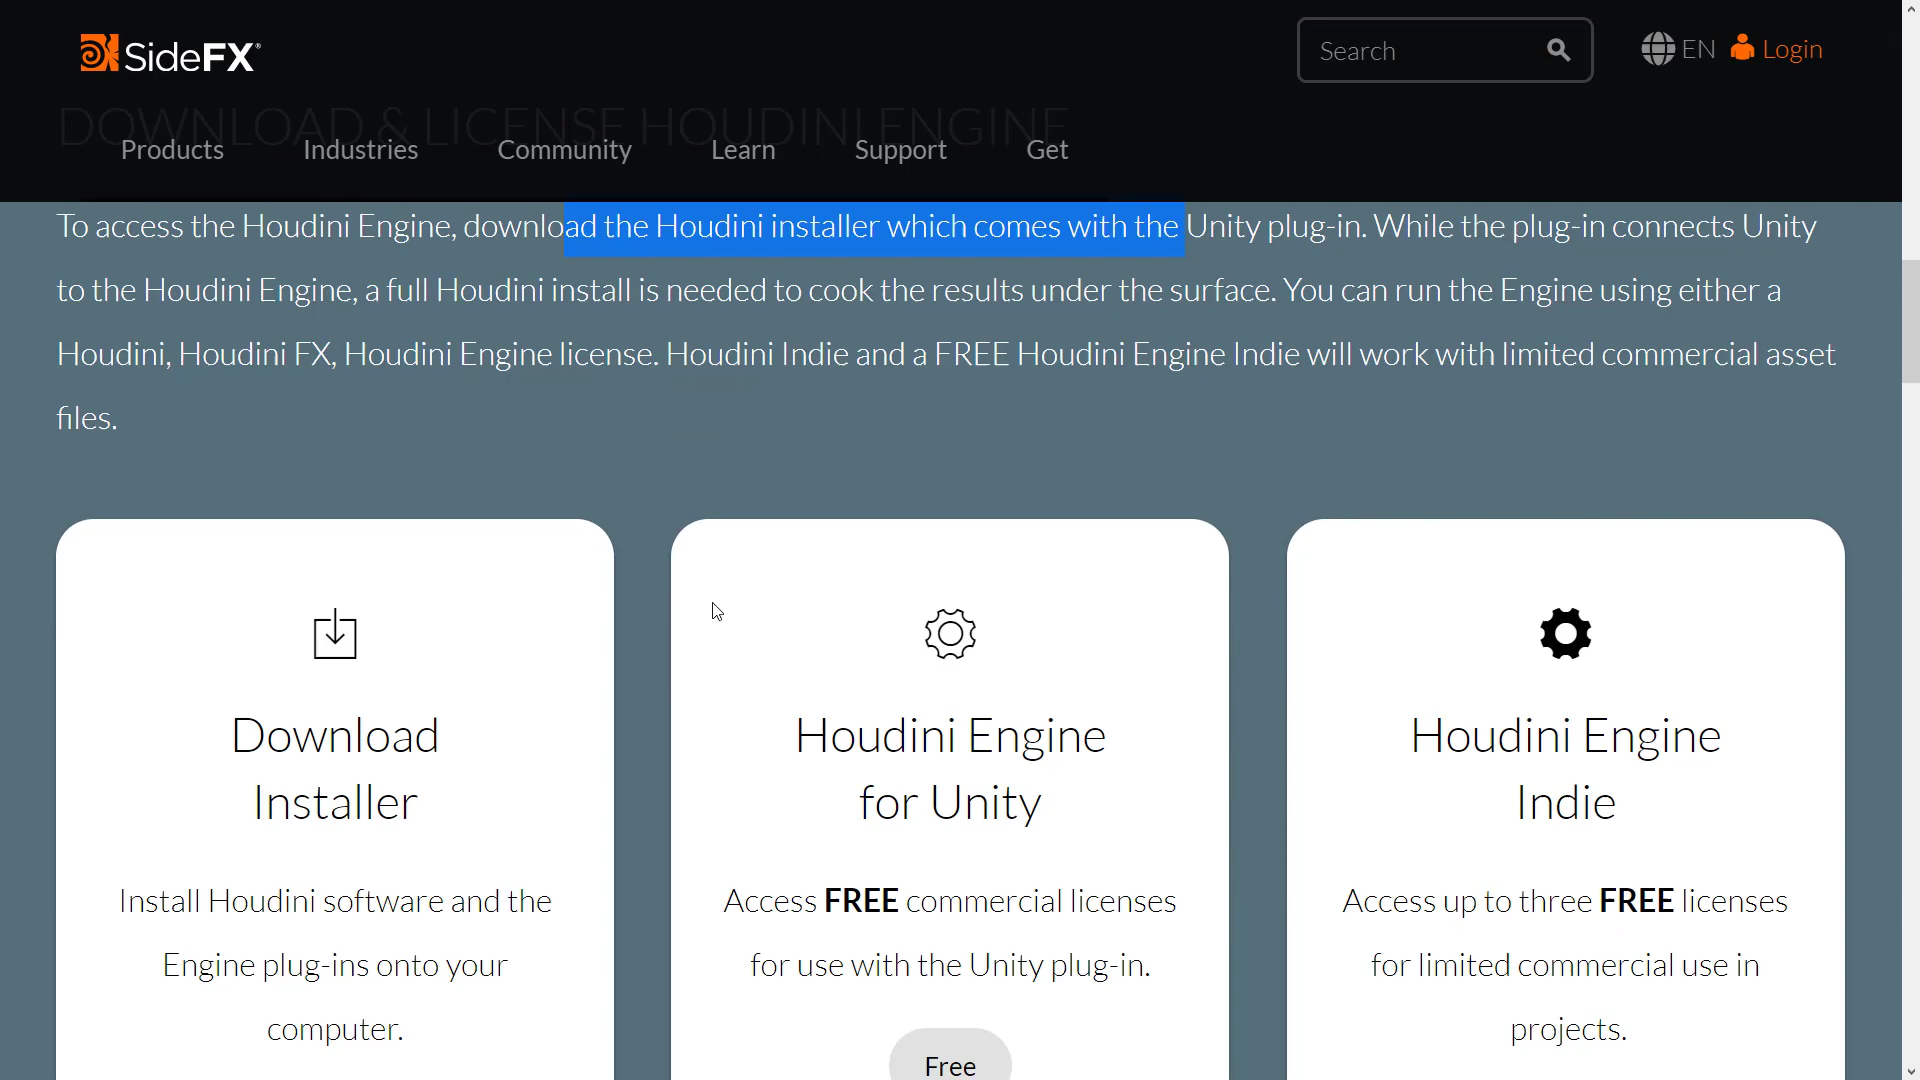 SideFX
Search
EN
Login
DOWNLOAD & LICENSE HOUDINI ENGINE
Products Industries Community Learn Support Get
To access the Houdini Engine, download the Houdini installer which comes with the Unity plug-in. While the plug-in connects Unity
to the Houdini Engine, a full Houdini install is needed to cook the results under the surface. You can run the Engine using either a
Houdini, Houdini FX, Houdini Engine license. Houdini Indie and a FREE Houdini Engine Indie will work with limited commercial asset
files.
Download
Installer
Install Houdini software and the
Engine plug-ins onto your
computer.
Houdini Engine
for Unity
Access FREE commercial licenses
for use with the Unity plug-in.
Free
Houdini Engine
Indie
Access up to three FREE licenses
for limited commercial use in
projects.